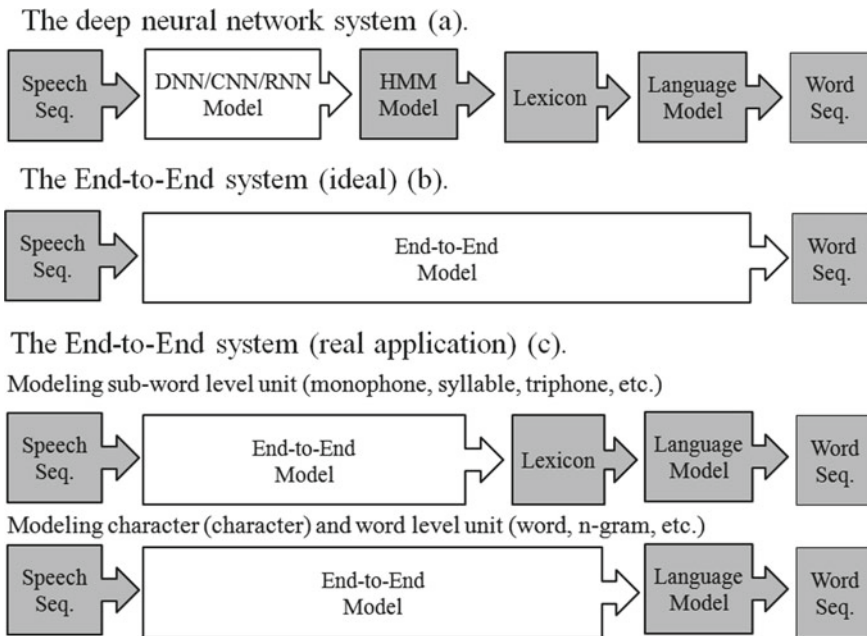 The deep neural network system (a).
Speech Seq.
DNN/CNN/RNN Model
HMM Model
Lexicon
Language Model
Word Seq.
The End-to-End system (ideal) (b).
Speech Seq.
End-to-End Model
Word Seq.
The End-to-End system (real application) (c).
Modeling sub-word level unit (monophone, syllable, triphone, etc.)
Speech Seq.
End-to-End Model
Lexicon
Language Model
Word Seq.
Modeling character (character) and word level unit (word, n-gram, etc.)
Speech Seq.
End-to-End Model
Language Model
Word Seq.